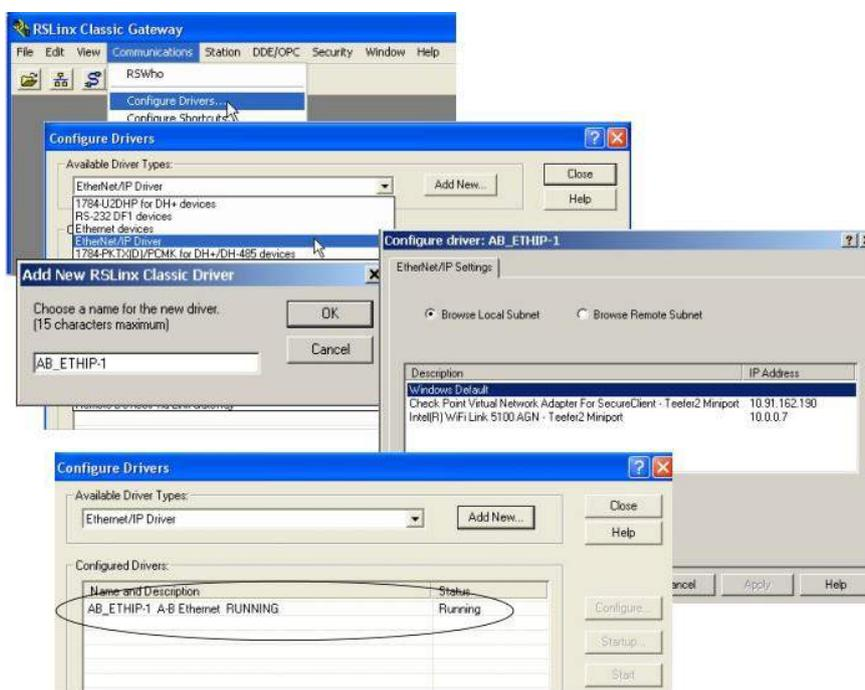 RSLinx Classic Gateway
File Edit View Communications Station DDE/OPC Security Window Help
RSWho
Configure Drivers...
Configure Shortcuts
Configure Drivers
Available Driver Types:
EtherNet/IP Driver
Add New...
Close
Help
1784-U2DHP for DH+ devices
RS-232 DF1 devices
Ethernet devices
EtherNet/IP Driver
1784-PKTX(D)/PCMK for DH+/DH-485 devices
Add New RSLinx Classic Driver
Choose a name for the new driver.
(15 characters maximum)
AB_ETHIP-1
OK
Cancel
Configure driver: AB_ETHIP-1
EtherNet/IP Settings
Browse Local Subnet Browse Remote Subnet
Description IP Address
Windows Default
Check Point Virtual Network Adapter For SecureClient - Teefer2 Miniport 10.91.162.190
Intel(R) WiFi Link 5100 AGN - Teefer2 Miniport 10.0.0.7
ancel Apply Help
Configure Drivers
Available Driver Types:
Ethernet/IP Driver
Add New...
Close
Help
Configured Drivers:
Name and Description Status
AB_ETHIP-1 A-B Ethernet RUNNING Running
Configure...
Startup...
Start